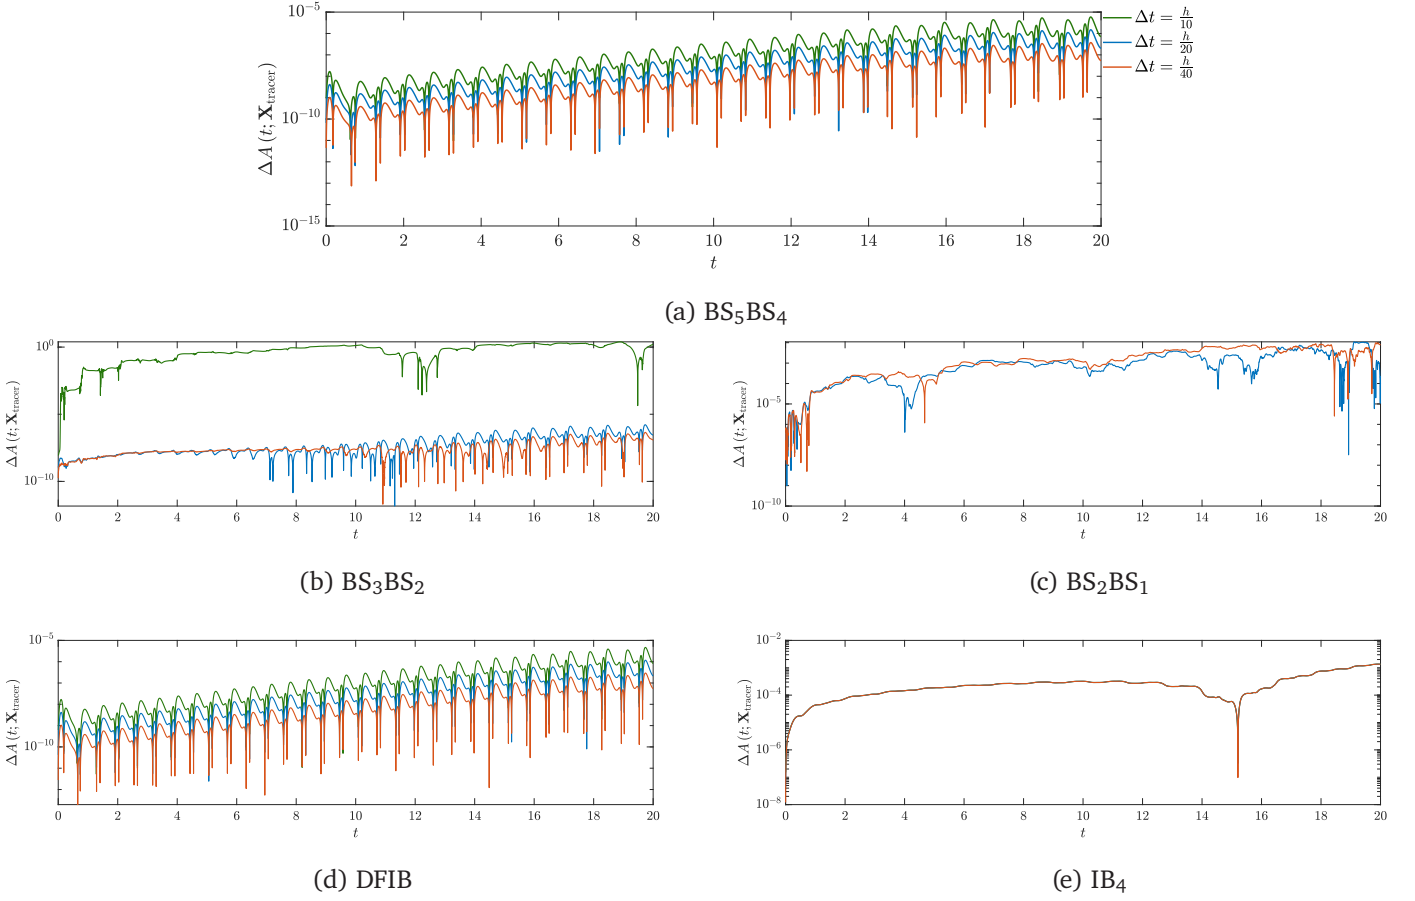 10⁻⁵
10⁻¹⁰
10⁻¹⁵
ΔA (t; X_tracer)
0 2 4 6 8 10 12 14 16 18 20
t
Δt = h/10
Δt = h/20
Δt = h/40
(a) BS₅BS₄
10⁰
10⁻⁵
10⁻¹⁰
ΔA (t; X_tracer)
0 2 4 6 8 10 12 14 16 18 20
t
(b) BS₃BS₂
10⁻⁵
10⁻¹⁰
ΔA (t; X_tracer)
0 2 4 6 8 10 12 14 16 18 20
t
(c) BS₂BS₁
10⁻⁵
10⁻¹⁰
ΔA (t; X_tracer)
0 2 4 6 8 10 12 14 16 18 20
t
(d) DFIB
10⁻²
10⁻⁴
10⁻⁶
10⁻⁸
ΔA (t; X_tracer)
0 2 4 6 8 10 12 14 16 18 20
t
(e) IB₄